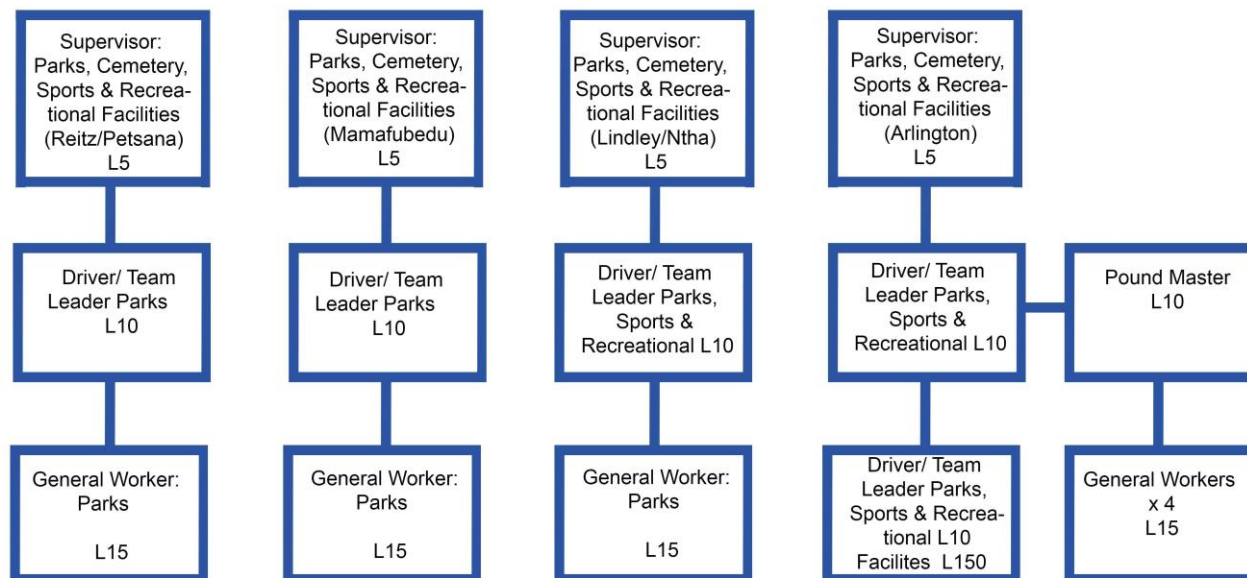 Supervisor:
Parks, Cemetery,
Sports & Recrea-
tional Facilities
(Reitz/Petsana)
L5
Supervisor:
Parks, Cemetery,
Sports & Recrea-
tional Facilities
(Mamafubedu)
L5
Supervisor:
Parks, Cemetery,
Sports & Recrea-
tional Facilities
(Lindley/Ntha)
L5
Supervisor:
Parks, Cemetery,
Sports & Recrea-
tional Facilities
(Arlington)
L5
Driver/ Team
Leader Parks
L10
Driver/ Team
Leader Parks
L10
Driver/ Team
Leader Parks,
Sports &
Recreational L10
Driver/ Team
Leader Parks,
Sports &
Recreational L10
Pound Master
L10
General Worker:
Parks
L15
General Worker:
Parks
L15
General Worker:
Parks
L15
Driver/ Team
Leader Parks,
Sports & Recrea-
tional L10
Facilites L150
General Workers
x 4
L15